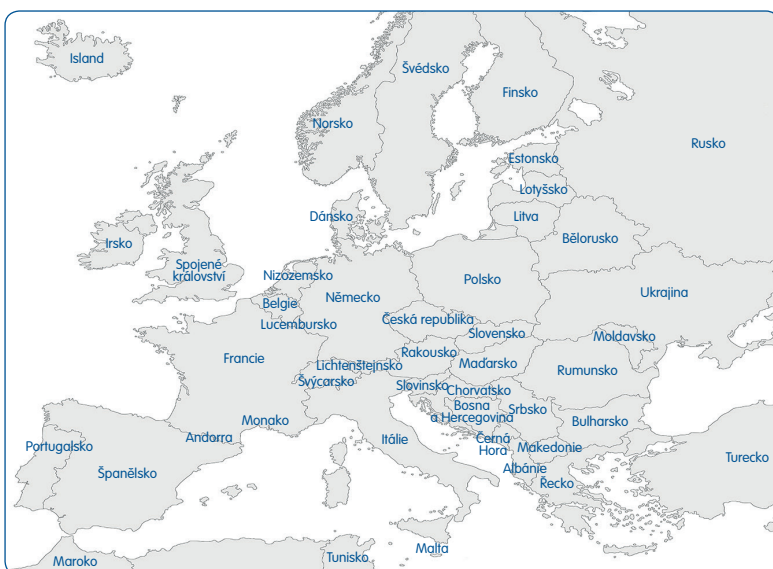 Island
Švédsko
Finsko
Norsko
Rusko
Estonsko
Lotyšsko
Dánsko
Litva
Irsko
Bělorusko
Spojené
království
Nizozemsko
Polsko
Německo
Ukrajina
Belgie
Česká republika
Lucembursko
Slovensko
Moldavsko
Francie
Rakousko
Lichtenštejnsko
Maďarsko
Rumunsko
Švýcarsko
Slovinsko
Chorvatsko
Bosna
a Hercegovina
Srbsko
Monako
Bulharsko
Andorra
Itálie
Černá
Hora
Portugalsko
Makedonie
Turecko
Španělsko
Albánie
Řecko
Malta
Tunisko
Maroko